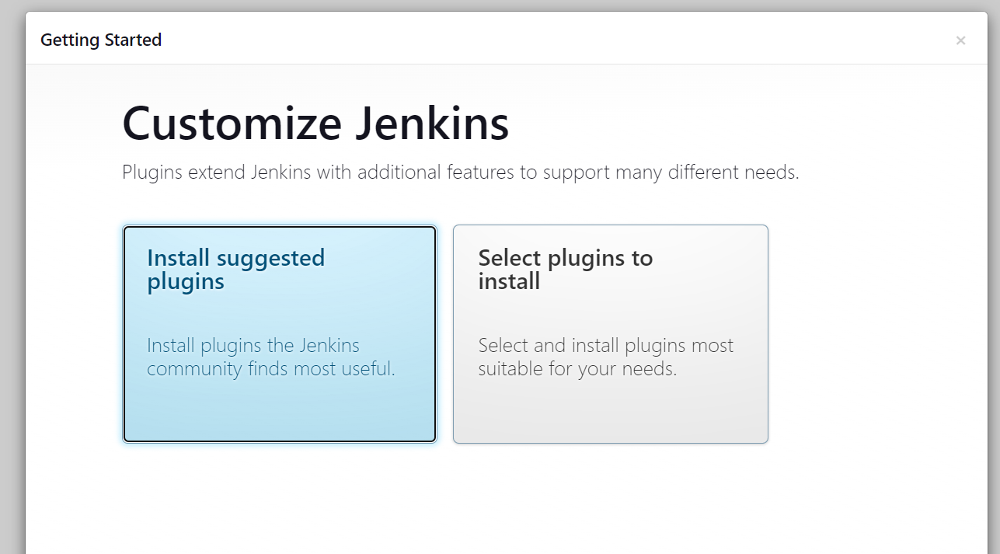 Getting Started
×
Customize Jenkins
Plugins extend Jenkins with additional features to support many different needs.
Install suggested
plugins
Install plugins the Jenkins
community finds most useful.
Select plugins to
install
Select and install plugins most
suitable for your needs.